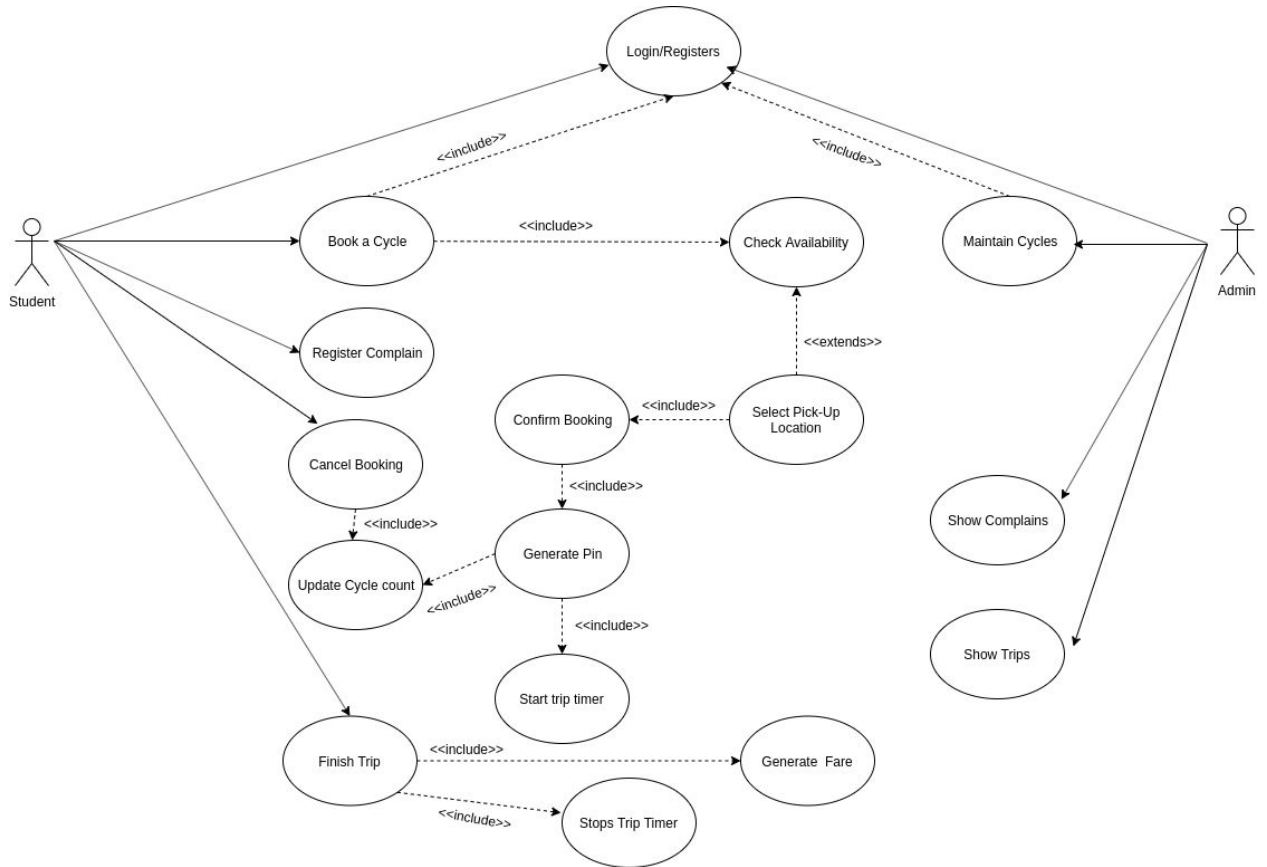 Login/Registers
<<include>>
<<include>>
Book a Cycle
<<include>>
Check Availability
Maintain Cycles
Student
Admin
Register Complain
<<extends>>
Confirm Booking
<<include>>
Select Pick-Up
Location
Cancel Booking
<<include>>
<<include>>
Show Complains
Generate Pin
Update Cycle count
<<include>>
<<include>>
Show Trips
Start trip timer
<<include>>
Finish Trip
Generate  Fare
<<include>>
Stops Trip Timer